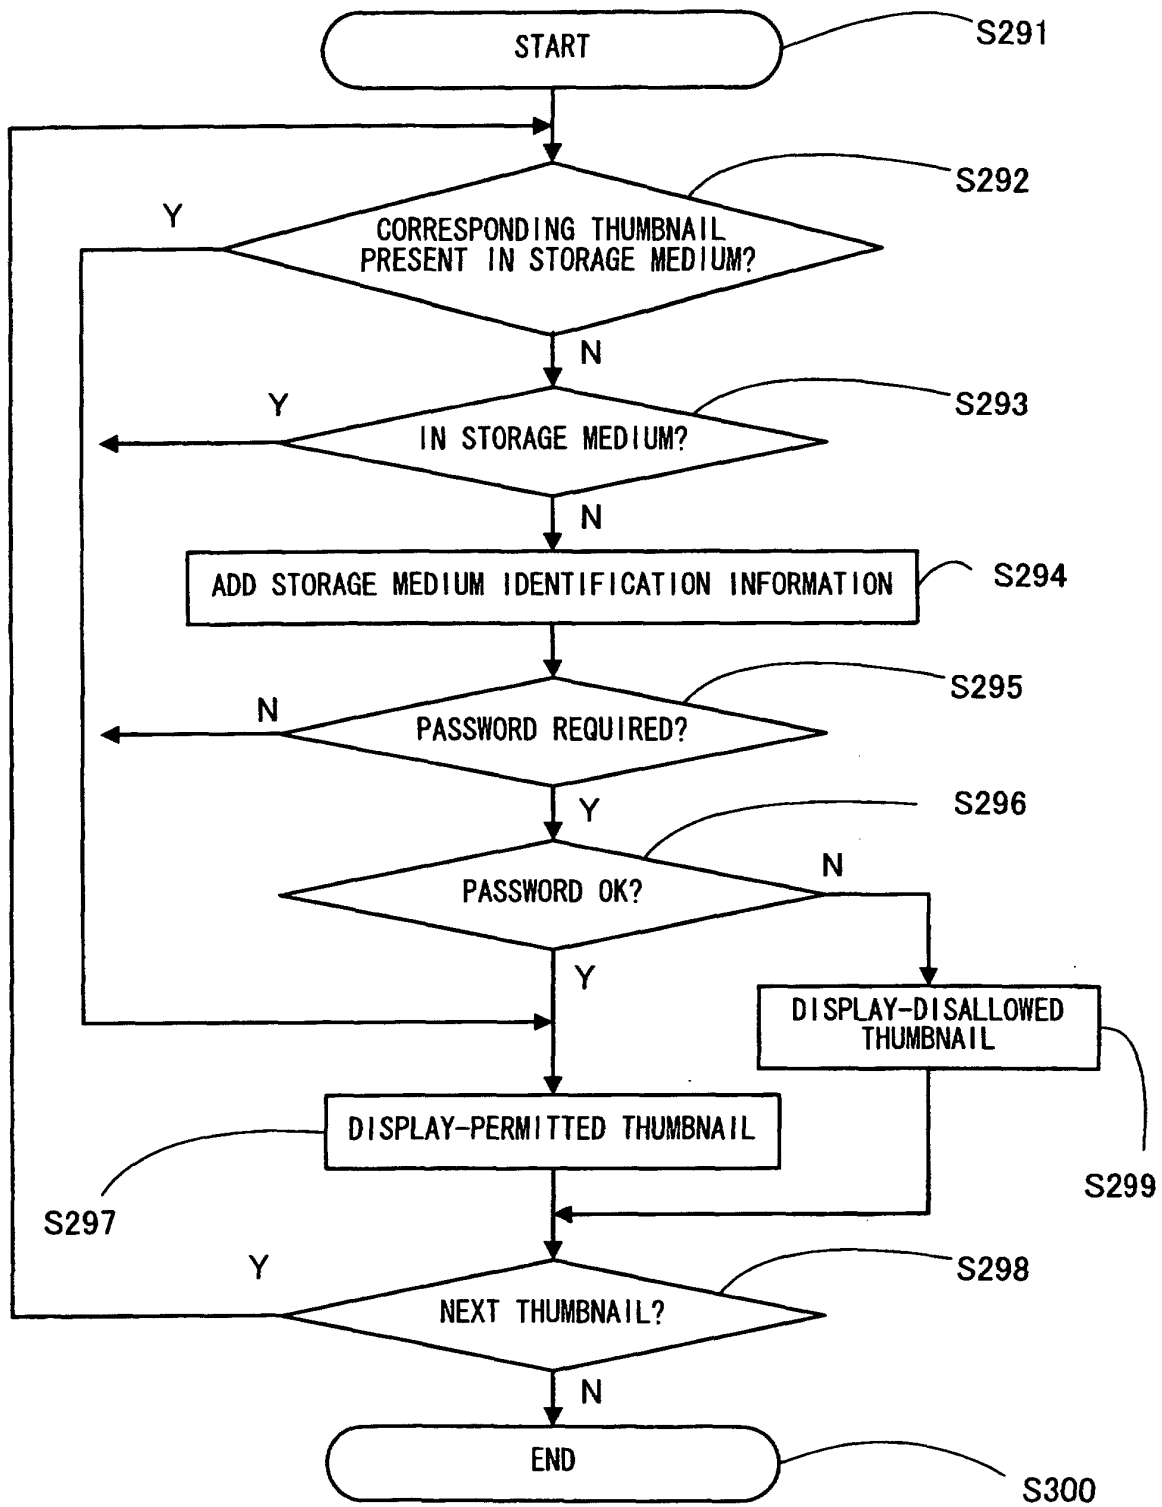 START
S291
S292
Y
CORRESPONDING THUMBNAIL
PRESENT IN STORAGE MEDIUM?
N
Y
S293
IN STORAGE MEDIUM?
N
ADD STORAGE MEDIUM IDENTIFICATION INFORMATION
S294
S295
N
PASSWORD REQUIRED?
Y
S296
PASSWORD OK?
N
Y
DISPLAY-DISALLOWED
THUMBNAIL
DISPLAY-PERMITTED THUMBNAIL
S299
S297
Y
S298
NEXT THUMBNAIL?
N
END
S300